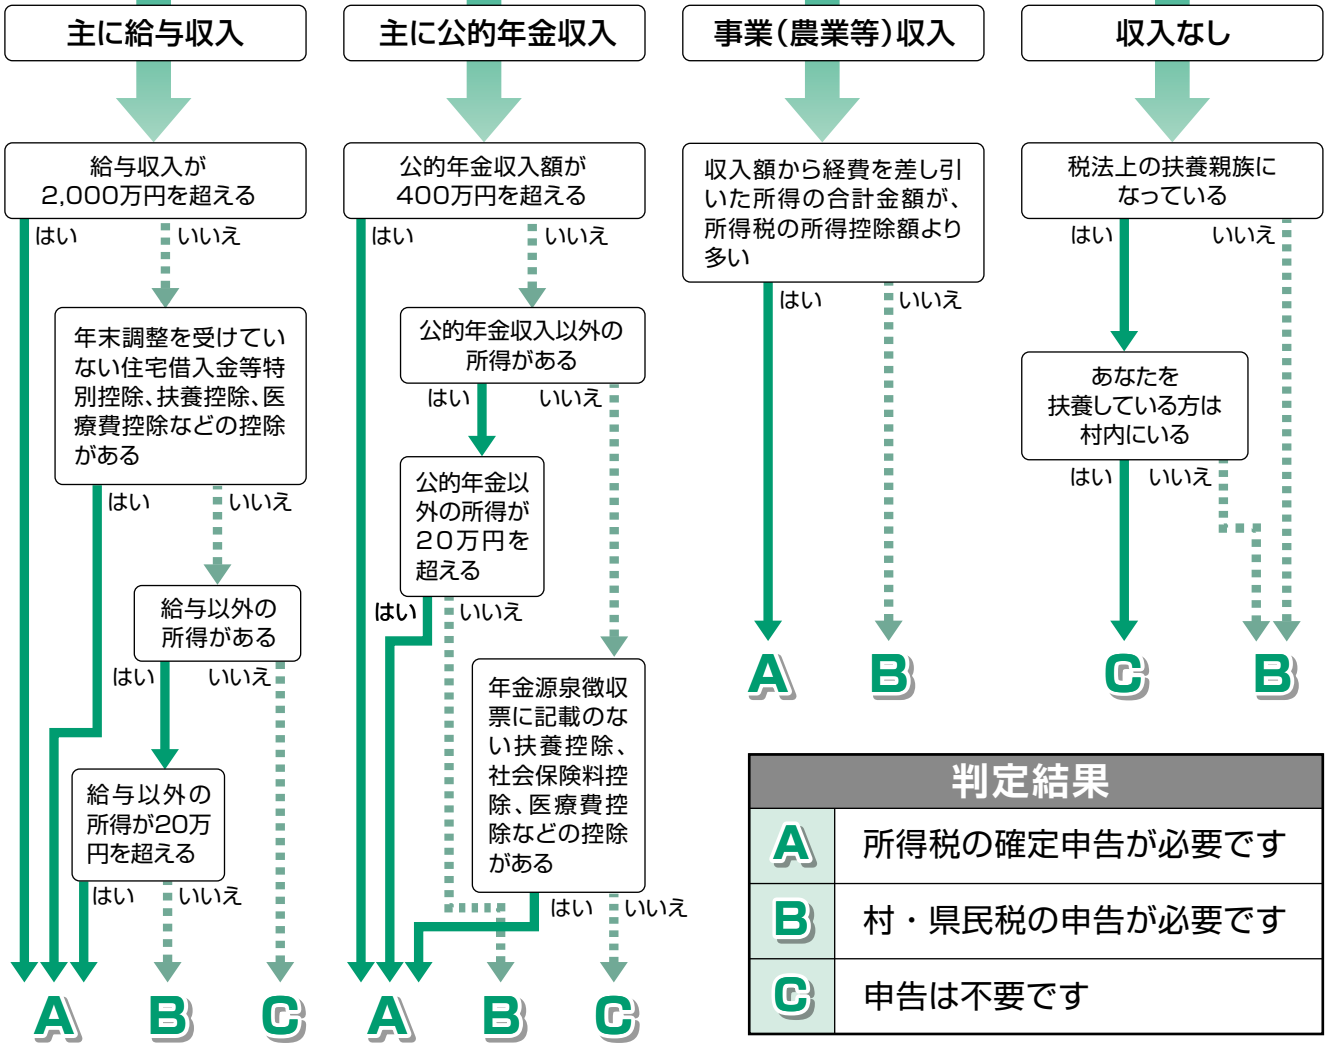 主に給与収入
給与収入が
2,000万円を超える
はい
いいえ
年末調整を受けてい
ない住宅借入金等特
別控除、扶養控除、医
療費控除などの控除
がある
はい
いいえ
給与以外の
所得がある
はい
いいえ
給与以外の
所得が20万
円を超える
はい
いいえ
A
B
C
主に公的年金収入
公的年金収入額が
400万円を超える
はい
いいえ
公的年金収入以外の
所得がある
はい
いいえ
公的年金以
外の所得が
20万円を
超える
はい
いいえ
年金源泉徴収
票に記載のな
い扶養控除、
社会保険料控
除、医療費控
除などの控除
がある
はい
いいえ
A
B
C
事業(農業等)収入
収入額から経費を差し引
いた所得の合計金額が、
所得税の所得控除額より
多い
はい
いいえ
A
B
収入なし
税法上の扶養親族に
なっている
はい
いいえ
あなたを
扶養している方は
村内にいる
はい
いいえ
C
B
判定結果
A 所得税の確定申告が必要です
B 村・県民税の申告が必要です
C 申告は不要です